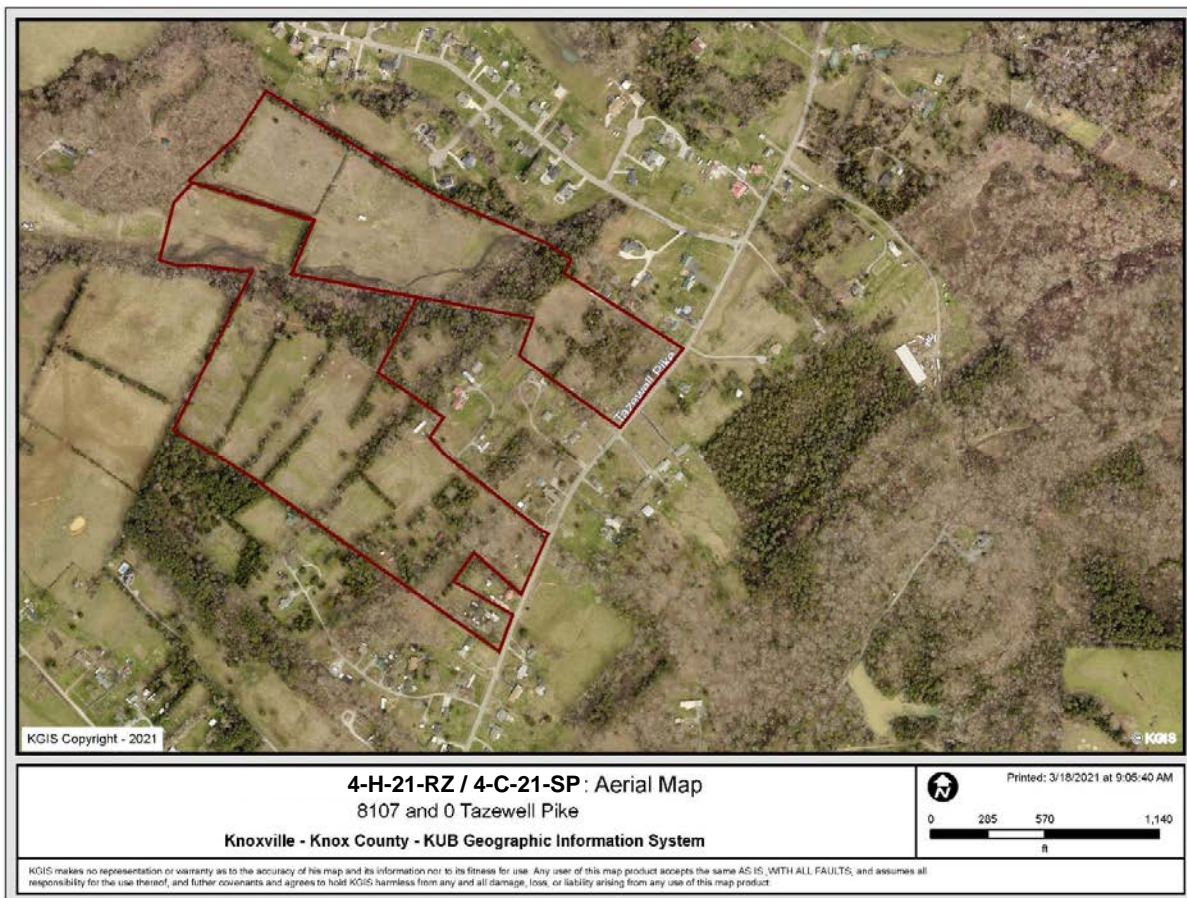 Tazewell Pike
KGIS Copyright - 2021
© KGIS
4-H-21-RZ / 4-C-21-SP: Aerial Map
8107 and 0 Tazewell Pike
Knoxville - Knox County - KUB Geographic Information System
N
Printed: 3/18/2021 at 9:05:40 AM
0 285 570 1,140
ft
KGIS makes no representation or warranty as to the accuracy of his map and its information nor to its fitness for use. Any user of this map product accepts the same AS IS ,WITH ALL FAULTS, and assumes all
responsibility for the use thereof, and futher covenants and agrees to hold KGIS harmless from any and all damage, loss, or liability arising from any use of this map product.